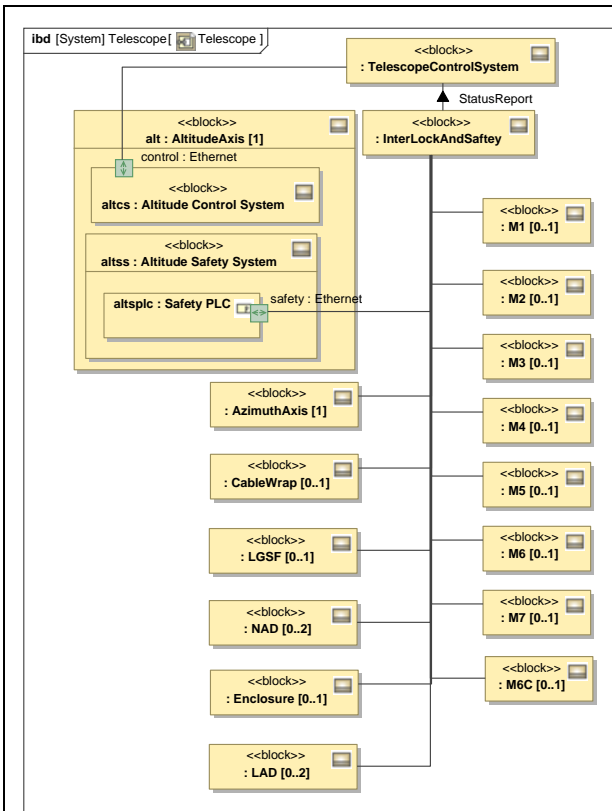 ibd [System] Telescope[ Telescope ]
<<block>>
: TelescopeControlSystem
StatusReport
<<block>>
: InterLockAndSaftey
<<block>>
alt : AltitudeAxis [1]
control : Ethernet
<<block>>
altcs : Altitude Control System
<<block>>
altss : Altitude Safety System
altsplc : Safety PLC
safety : Ethernet
<<block>>
: AzimuthAxis [1]
<<block>>
: CableWrap [0..1]
<<block>>
: LGSF [0..1]
<<block>>
: NAD [0..2]
<<block>>
: Enclosure [0..1]
<<block>>
: LAD [0..2]
<<block>>
: M1 [0..1]
<<block>>
: M2 [0..1]
<<block>>
: M3 [0..1]
<<block>>
: M4 [0..1]
<<block>>
: M5 [0..1]
<<block>>
: M6 [0..1]
<<block>>
: M7 [0..1]
<<block>>
: M6C [0..1]